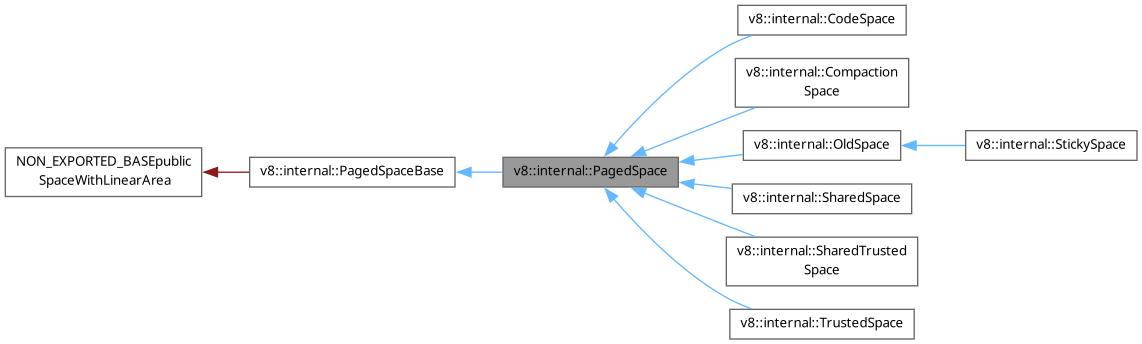 NON_EXPORTED_BASEpublic
SpaceWithLinearArea
v8::internal::PagedSpaceBase
v8::internal::PagedSpace
v8::internal::CodeSpace
v8::internal::Compaction
Space
v8::internal::OldSpace
v8::internal::StickySpace
v8::internal::SharedSpace
v8::internal::SharedTrusted
Space
v8::internal::TrustedSpace